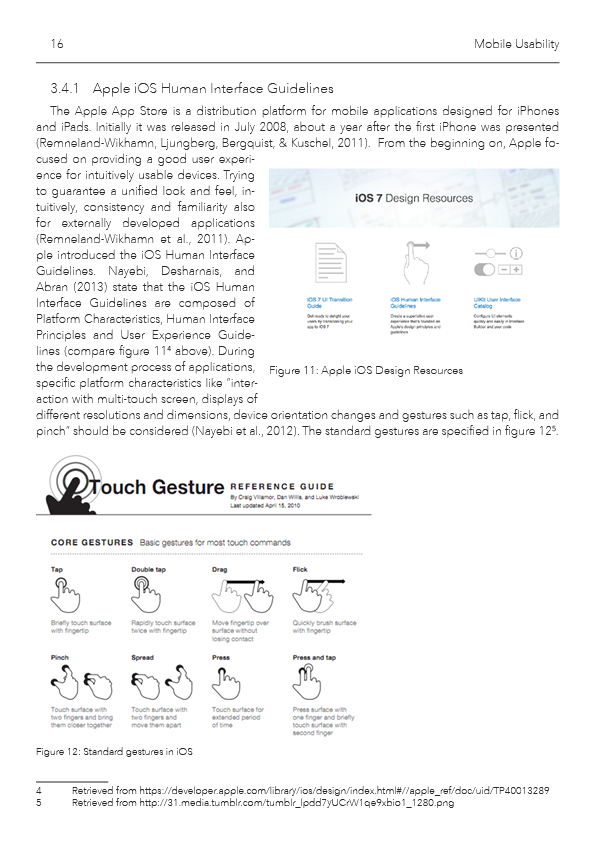 16
Mobile Usability
3.4.1 Apple iOS Human Interface Guidelines
The Apple App Store is a distribution platform for mobile applications designed for iPhones
and iPads. Initially it was released in July 2008, about a year after the first iPhone was presented
(Remneland-Wikhamn, Ljungberg, Bergquist, & Kuschel, 2011). From the beginning on, Apple fo-
cused on providing a good user experi-
ence for intuitively usable devices. Trying
to guarantee a unified look and feel, in-
tuitively, consistency and familiarity also
for externally developed applications
(Remneland-Wikhamn et al., 2011). Ap-
ple introduced the iOS Human Interface
Guidelines. Nayebi, Desharnais, and
Abran (2013) state that the iOS Human
Interface Guidelines are composed of
Platform Characteristics, Human Interface
Principles and User Experience Guide-
lines (compare figure 11⁴ above). During
the development process of applications,
specific platform characteristics like "inter-
action with multi-touch screen, displays of
different resolutions and dimensions, device orientation changes and gestures such as tap, flick, and
pinch" should be considered (Nayebi et al., 2012). The standard gestures are specified in figure 12⁵.
iOS 7 Design Resources
iOS 7 UI Transition
Guide
Get ready to delight your
users by transitioning your
app to iOS 7
iOS Human Interface
Guidelines
Create a superlative user
experience that's founded on
Apple's design principles and
guidelines
UIKit User Interface
Catalog
Configure UI elements
quickly and easily in Interface
Builder and your code
Figure 11: Apple iOS Design Resources
Touch Gesture REFERENCE GUIDE
By Craig Villamor, Dan Willis, and Luke Wroblewski
Last updated April 15, 2010
CORE GESTURES Basic gestures for most touch commands
Tap
Briefly touch surface
with fingertip
Double tap
Rapidly touch surface
twice with fingertip
Drag
Move fingertip over
surface without
losing contact
Flick
Quickly brush surface
with fingertip
Pinch
Touch surface with
two fingers and bring
them closer together
Spread
Touch surface with
two fingers and
move them apart
Press
Touch surface for
extended period
of time
Press and tap
Press surface with
one finger and briefly
touch surface with
second finger
Figure 12: Standard gestures in iOS
4 Retrieved from https://developer.apple.com/library/ios/design/index.html#//apple_ref/doc/uid/TP40013289
5 Retrieved from http://31.media.tumblr.com/tumblr_lpdd7yUCrW1qe9xbio1_1280.png